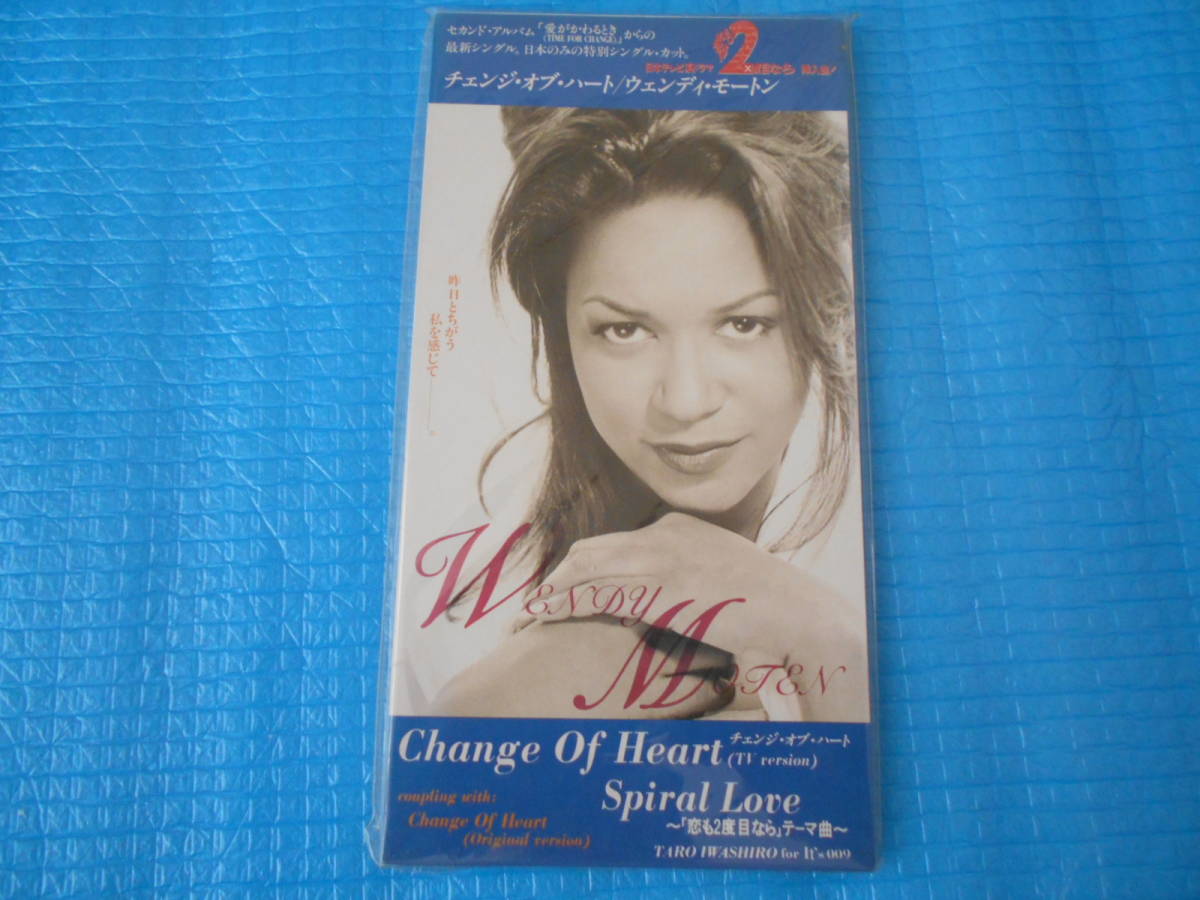 セカンド・アルバム「愛がかわるとき」からの
(TIME FOR CHANGE)
最新シングル。日本のみの特別シングル・カット。
2
チェンジ・オブ・ハート/ウェンディ・モートン
昨日とちがう
私を感じて———。
WENDY
MOTEN
Change Of Heart チェンジ・オブ・ハート
(TV version)
Spiral Love
coupling with:
Change Of Heart
(Original version)
〜「恋も2度目なら」テーマ曲〜
TARO IWASHIRO for It's 009